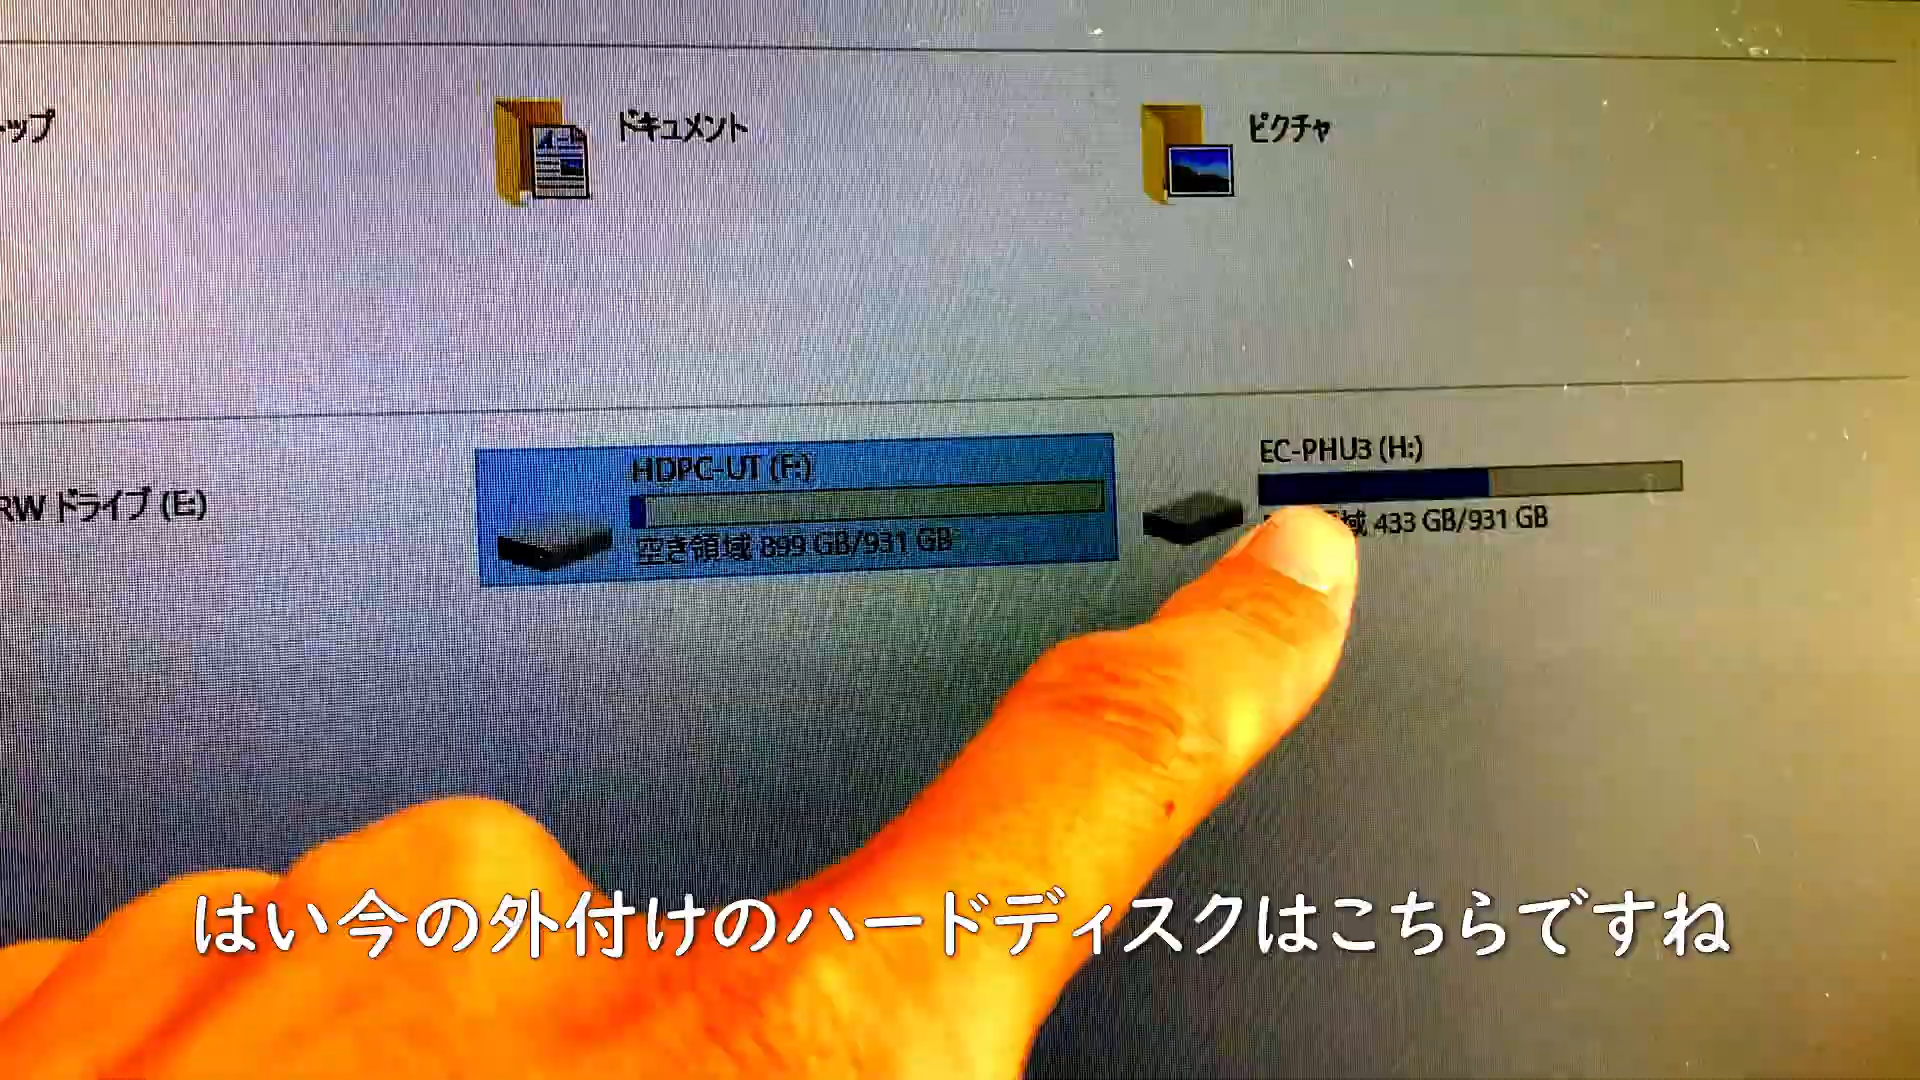 ドキュメント
ピクチャ
RW ドライブ (E:)
HDPC-UT (F:)
空き領域 899 GB/931 GB
EC-PHU3 (H:)
域 433 GB/931 GB
はい今の外付けのハードディスクはこちらですね